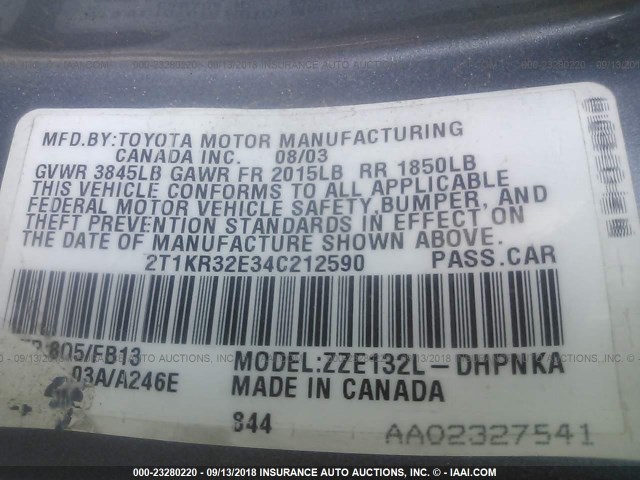 MFD.BY:TOYOTA MOTOR MANUFACTURING
CANADA INC. 08/03
GVWR 3845LB GAWR FR 2015LB RR 1850LB
THIS VEHICLE CONFORMS TO ALL APPLICABLE
FEDERAL MOTOR VEHICLE SAFETY,BUMPER, AND
THEFT PREVENTION STANDARDS IN EFFECT ON
THE DATE OF MANUFACTURE SHOWN ABOVE.
2T1KR32E34C212590 PASS.CAR
8Q5/FB13 MODEL:ZZE132L-DHPNKA
03A/A246E MADE IN CANADA
844 AA02327541
000-23280220 - 09/13/2018 - INSURANCE AUTO AUCTIONS, INC. - © - IAAI.COM